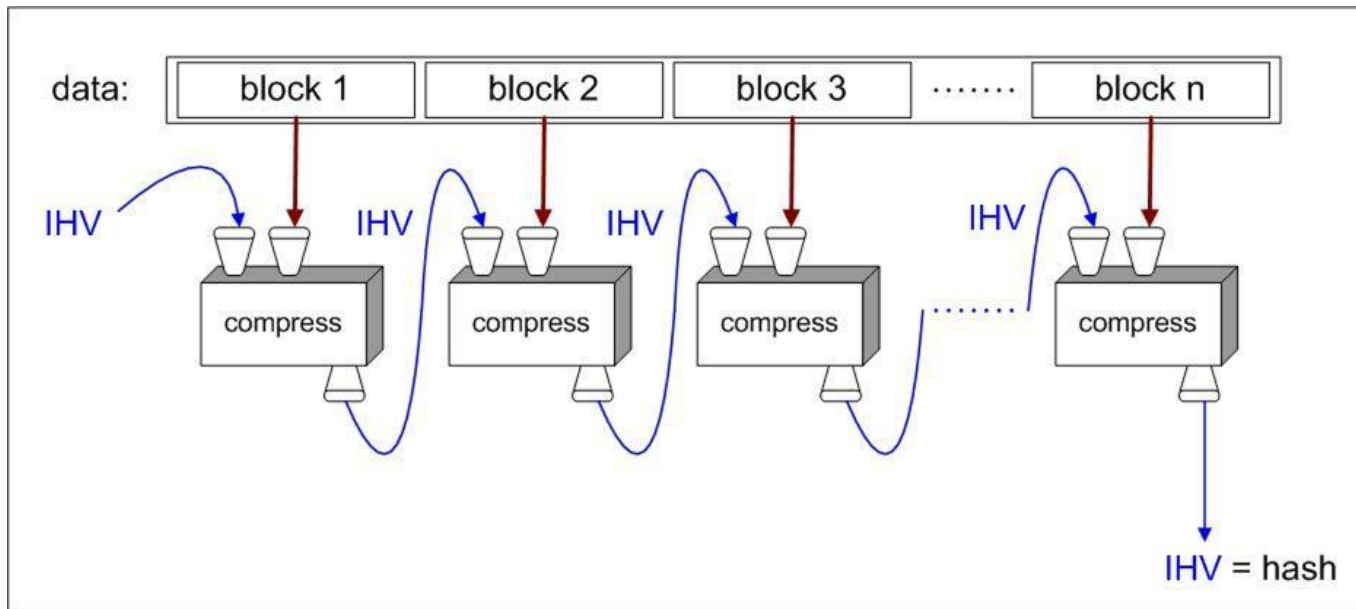 data: block 1 block 2 block 3 ....... block n
IHV IHV IHV IHV
compress compress compress ....... compress
IHV = hash